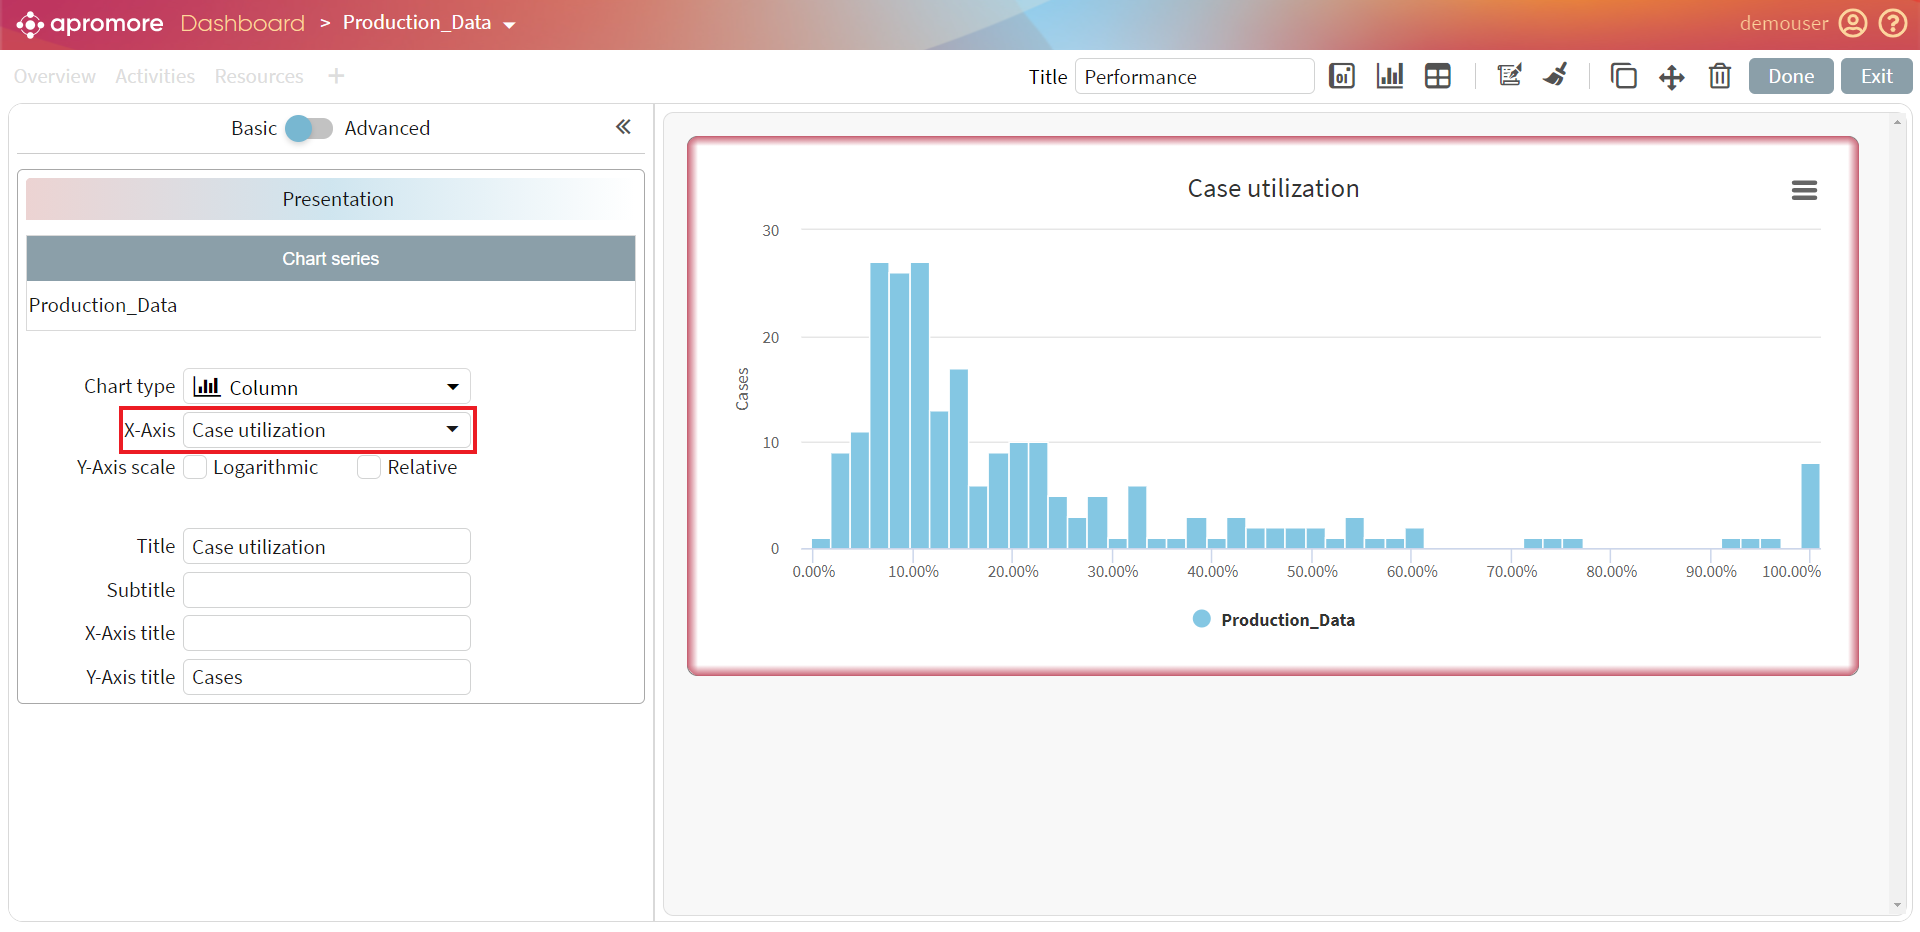 apromore Dashboard > Production_Data
demouser ?
Overview Activities Resources +
Title Performance
Done Exit
Basic Advanced
Presentation
Chart series
Production_Data
Chart type Column
X-Axis Case utilization
Y-Axis scale Logarithmic Relative
Title Case utilization
Subtitle
X-Axis title
Y-Axis title Cases
Case utilization
30
20
10
0
Cases
0.00% 10.00% 20.00% 30.00% 40.00% 50.00% 60.00% 70.00% 80.00% 90.00% 100.00%
Production_Data